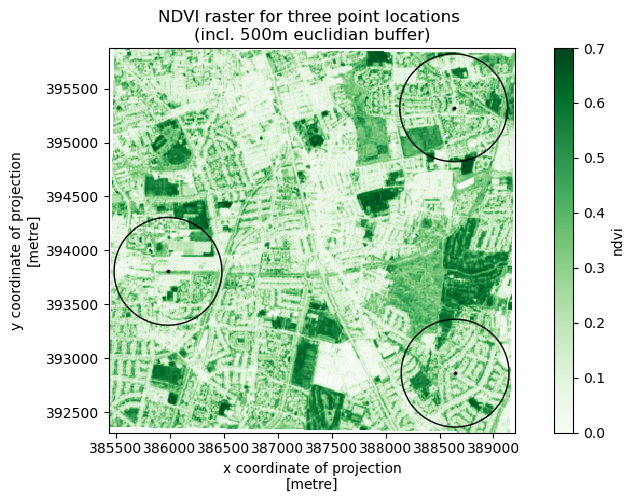 NDVI raster for three point locations
(incl. 500m euclidian buffer)
0.7
0.6
0.5
0.4
0.3
0.2
0.1
0.0
ndvi
395500
395000
394500
394000
393500
393000
392500
y coordinate of projection
[metre]
385500 386000 386500 387000 387500 388000 388500 389000
x coordinate of projection
[metre]